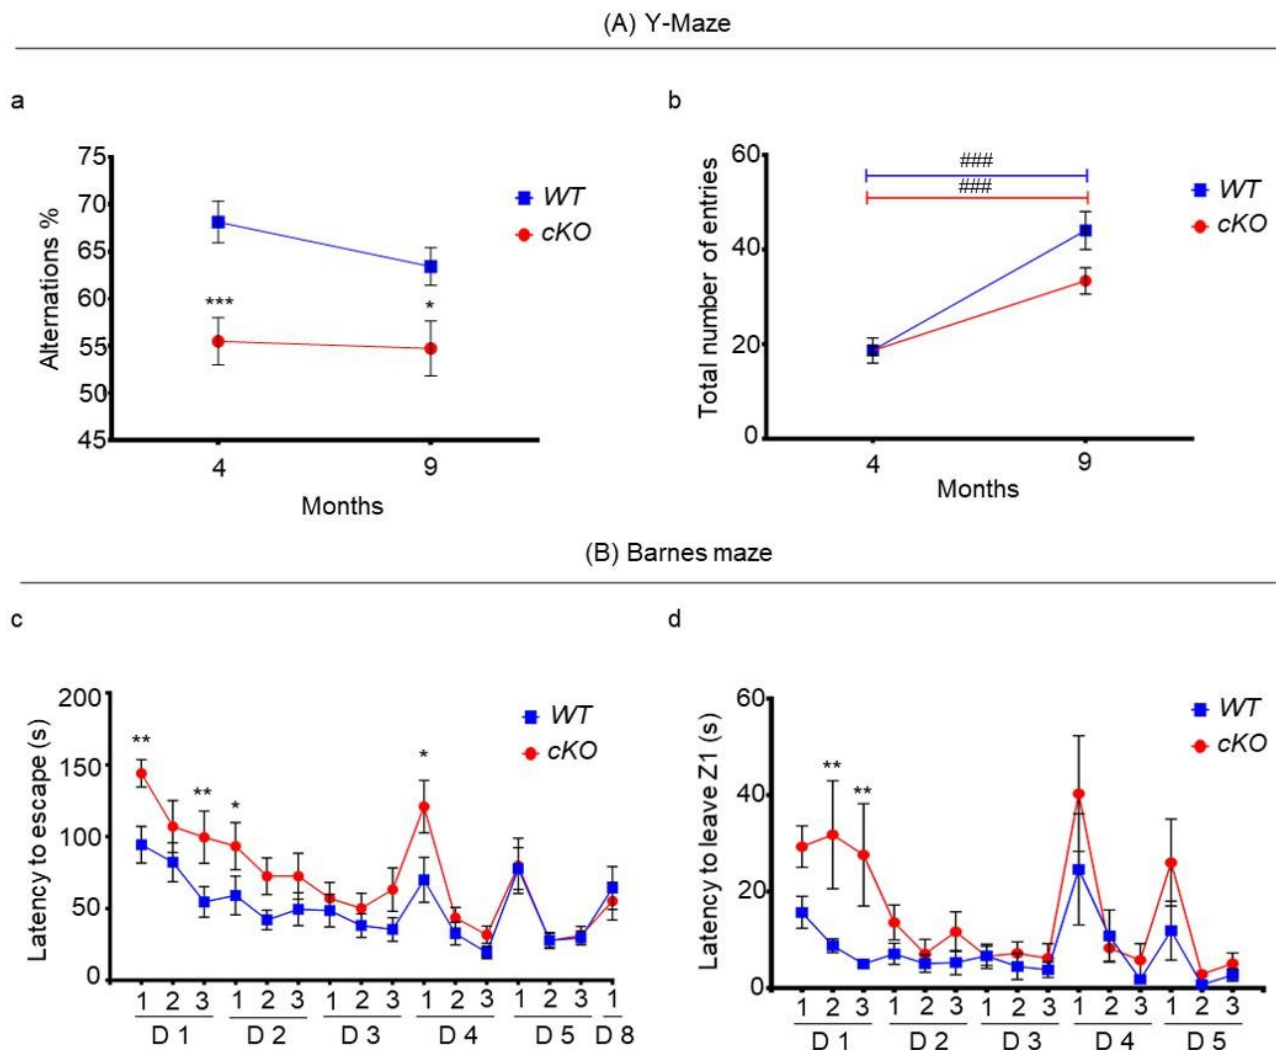 (A) Y-Maze
a
b
75
70
65
60
55
50
45
Alternations %
***
*
WT
cKO
4
9
Months
60
40
20
0
Total number of entries
###
###
WT
cKO
4
9
Months
(B) Barnes maze
c
d
200
150
100
50
0
Latency to escape (s)
**
**
*
*
WT
cKO
1 2 3 1 2 3 1 2 3 1 2 3 1 2 3 1
D 1 D 2 D 3 D 4 D 5 D 8
60
40
20
0
Latency to leave Z1 (s)
**
**
WT
cKO
1 2 3 1 2 3 1 2 3 1 2 3 1 2 3
D 1 D 2 D 3 D 4 D 5